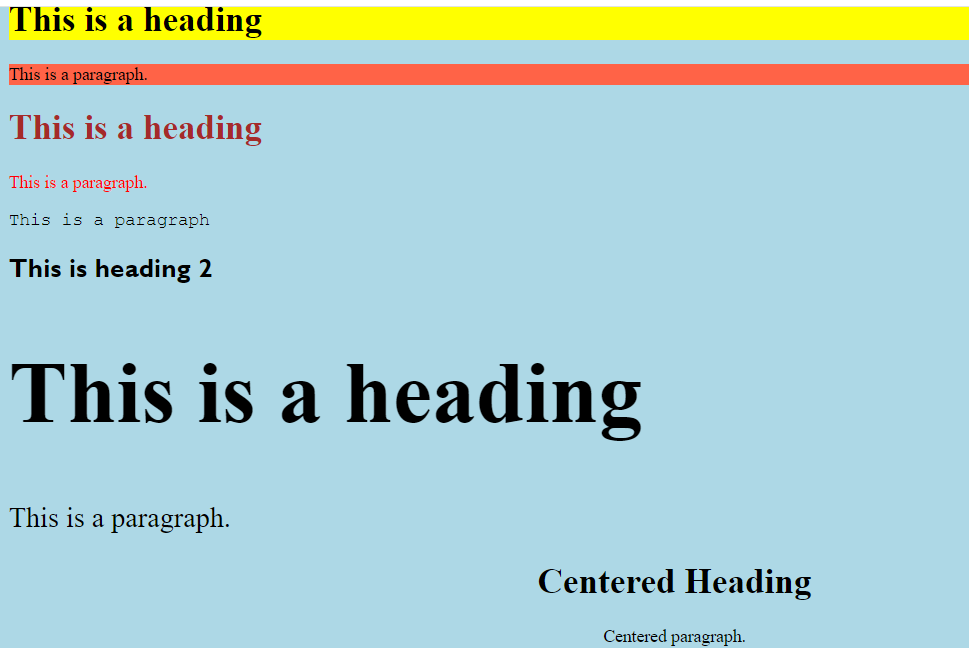 This is a heading
This is a paragraph.
This is a heading
This is a paragraph.
This is a paragraph
This is heading 2
This is a heading
This is a paragraph.
Centered Heading
Centered paragraph.